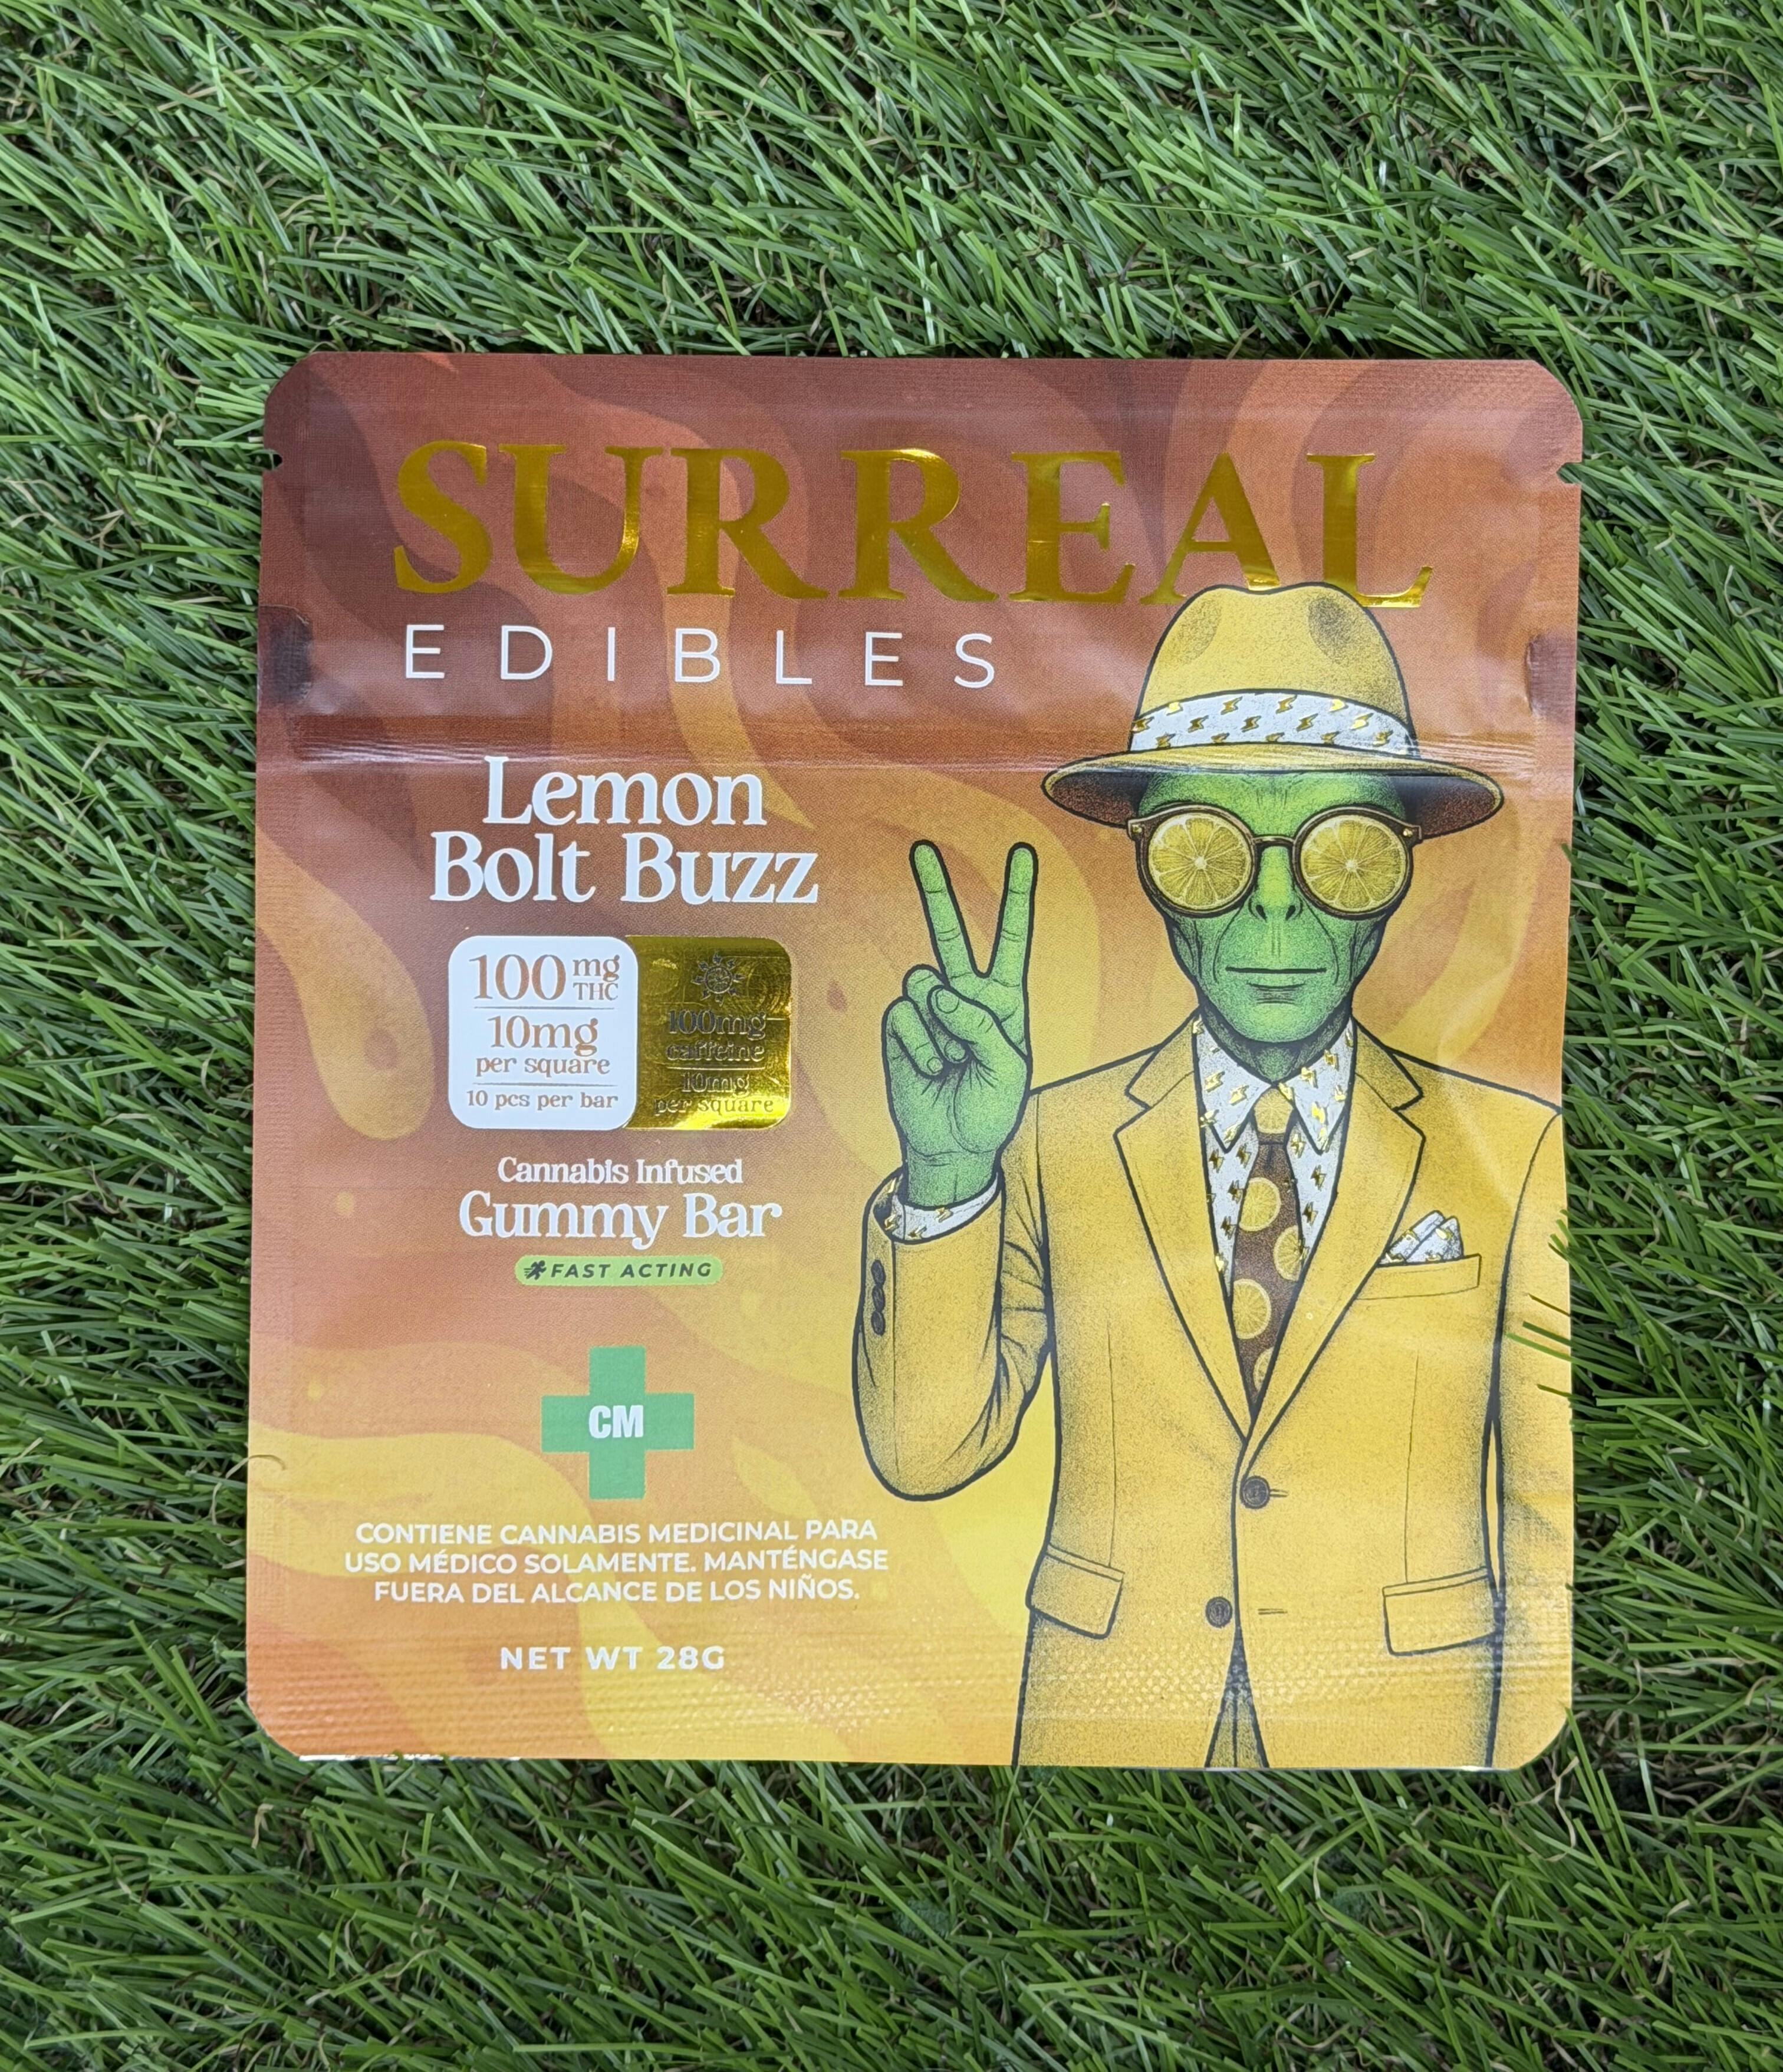 SURREAL
EDIBLES
Lemon
Bolt Buzz
100 mg
THC
10mg
per square
10 pcs per bar
100mg
caffeine
10mg
per square
Cannabis Infused
Gummy Bar
FAST ACTING
CM
CONTIENE CANNABIS MEDICINAL PARA
USO MÉDICO SOLAMENTE. MANTÉNGASE
FUERA DEL ALCANCE DE LOS NIÑOS.
NET WT 28G